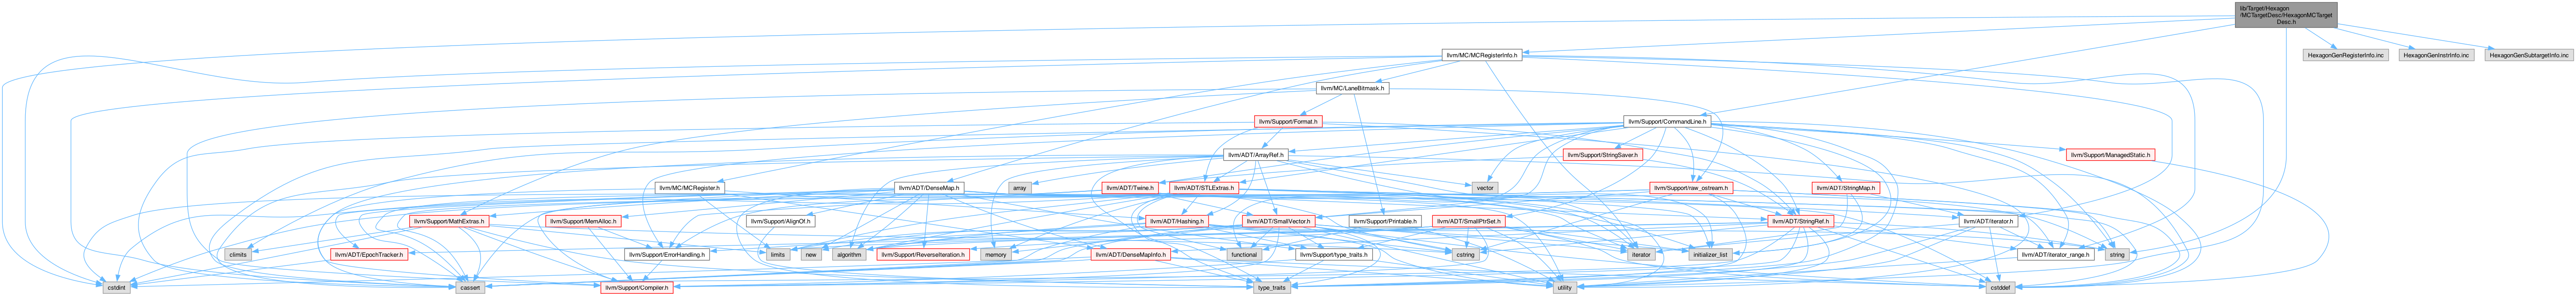 lib/Target/Hexagon
/MCTargetDesc/HexagonMCTarget
Desc.h
llvm/MC/MCRegisterInfo.h
HexagonGenRegisterInfo.inc
HexagonGenInstrInfo.inc
HexagonGenSubtargetInfo.inc
llvm/MC/LaneBitmask.h
llvm/Support/Format.h
llvm/Support/CommandLine.h
llvm/ADT/ArrayRef.h
llvm/Support/StringSaver.h
llvm/Support/ManagedStatic.h
llvm/MC/MCRegister.h
llvm/ADT/DenseMap.h
array
llvm/ADT/Twine.h
llvm/ADT/STLExtras.h
vector
llvm/Support/raw_ostream.h
llvm/ADT/StringMap.h
llvm/Support/MathExtras.h
llvm/Support/MemAlloc.h
llvm/Support/AlignOf.h
llvm/ADT/Hashing.h
llvm/ADT/SmallVector.h
llvm/Support/Printable.h
llvm/ADT/SmallPtrSet.h
llvm/ADT/StringRef.h
llvm/ADT/iterator.h
climits
llvm/ADT/EpochTracker.h
llvm/Support/ErrorHandling.h
limits
new
algorithm
llvm/Support/ReverseIteration.h
memory
llvm/ADT/DenseMapInfo.h
functional
llvm/Support/type_traits.h
cstring
iterator
initializer_list
llvm/ADT/iterator_range.h
string
cstdint
cassert
llvm/Support/Compiler.h
type_traits
utility
cstddef